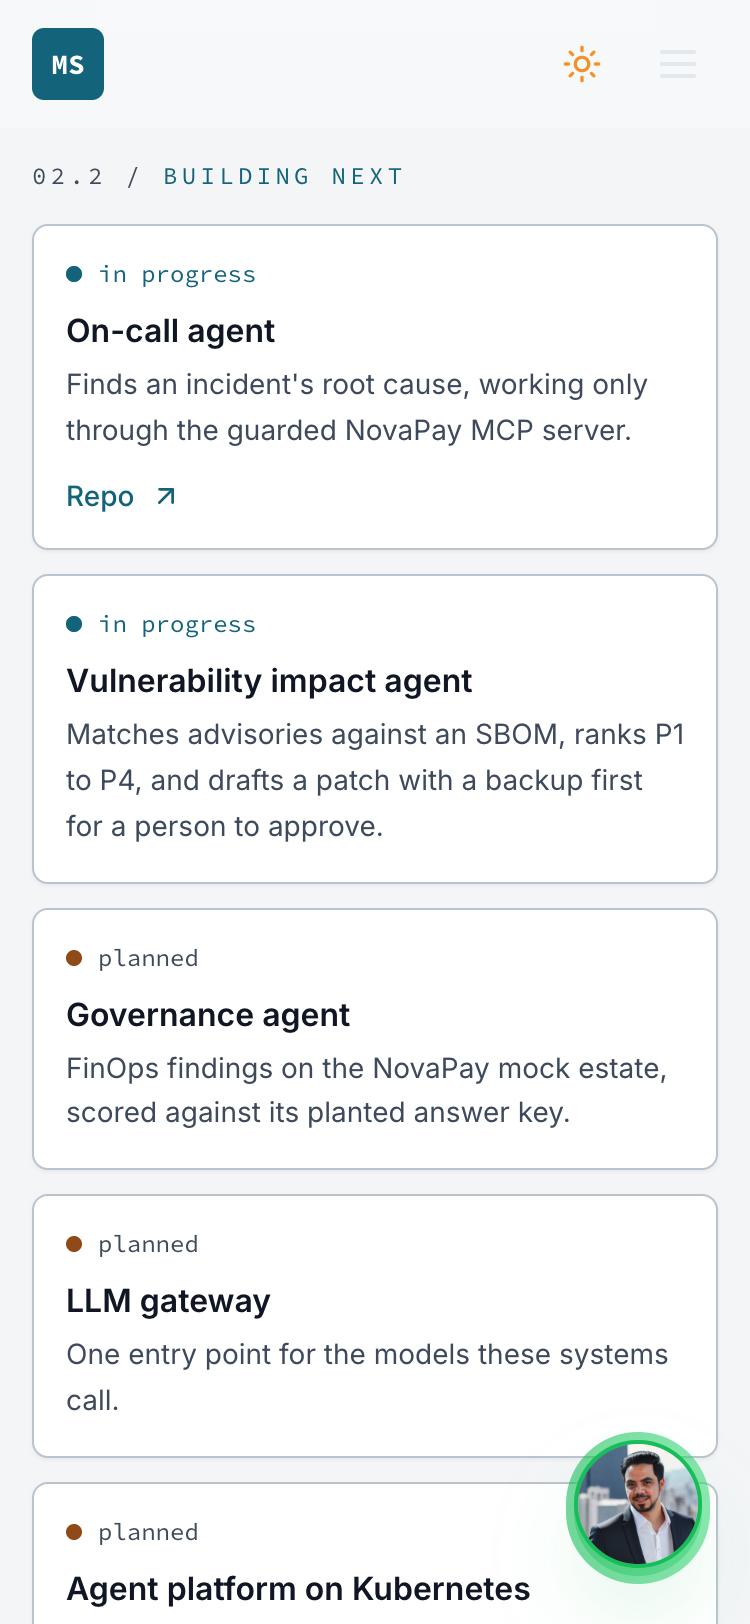 MS
02.2 / BUILDING NEXT
in progress
On-call agent
Finds an incident's root cause, working only
through the guarded NovaPay MCP server.
Repo
in progress
Vulnerability impact agent
Matches advisories against an SBOM, ranks P1
to P4, and drafts a patch with a backup first
for a person to approve.
planned
Governance agent
FinOps findings on the NovaPay mock estate,
scored against its planted answer key.
planned
LLM gateway
One entry point for the models these systems
call.
planned
Agent platform on Kubernetes